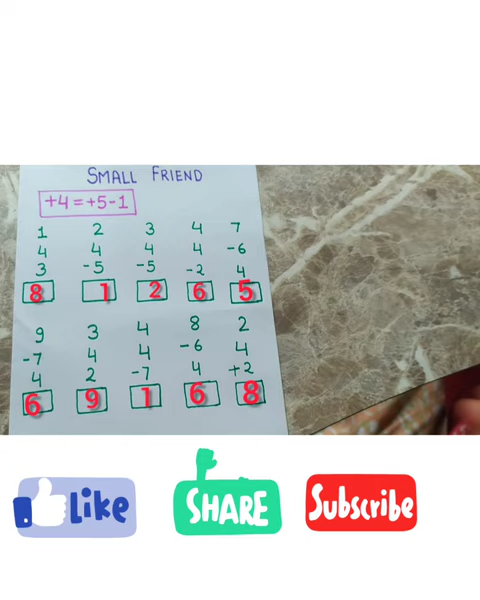 SMALL FRIEND
+4=+5-1
1 2 3 4 7
4 4 4 4 -6
3 -5 -5 -2 4
8 1 2 6 5
9 3 4 8 2
-7 4 4 -6 4
4 2 -7 4 +2
6 9 1 6 8
Like SHARE Subscribe